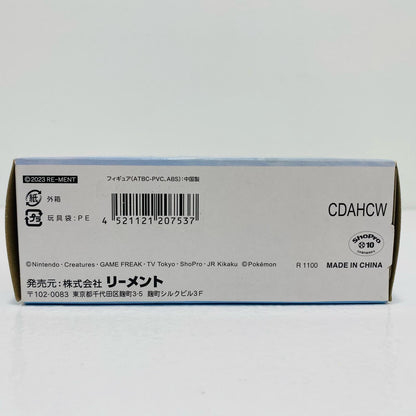 ©2023 RE-MENT
フィギュア(ATBC-PVC、ABS):中国製
紙 外箱
プラ 玩具袋:PE
4 521121 207537
CDAHCW
ShoPro
10
©Nintendo・Creatures・GAME FREAK・TV Tokyo・ShoPro・JR Kikaku ©Pokémon
R 1100
MADE IN CHINA
発売元:株式会社 リーメント
〒102-0083 東京都千代田区麹町3-5 麹町シルクビル3F